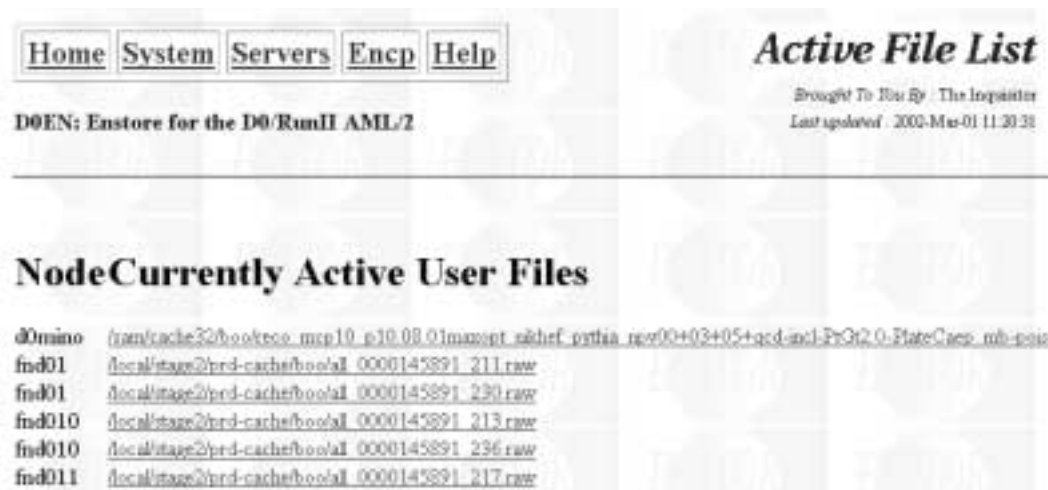 Home System Servers Encp Help
Active File List
Brought To You By : The Inquisitor
D0EN: Enstore for the D0/RunII AML/2
Last updated : 2002-Mar-01 11:20:31
Node Currently Active User Files
d0mino
fnd01 /local/stage2/prd-cache/boo/all_0000145891_211.raw
fnd01 /local/stage2/prd-cache/boo/all_0000145891_230.raw
fnd010 /local/stage2/prd-cache/boo/all_0000145891_213.raw
fnd010 /local/stage2/prd-cache/boo/all_0000145891_236.raw
fnd011 /local/stage2/prd-cache/boo/all_0000145891_217.raw